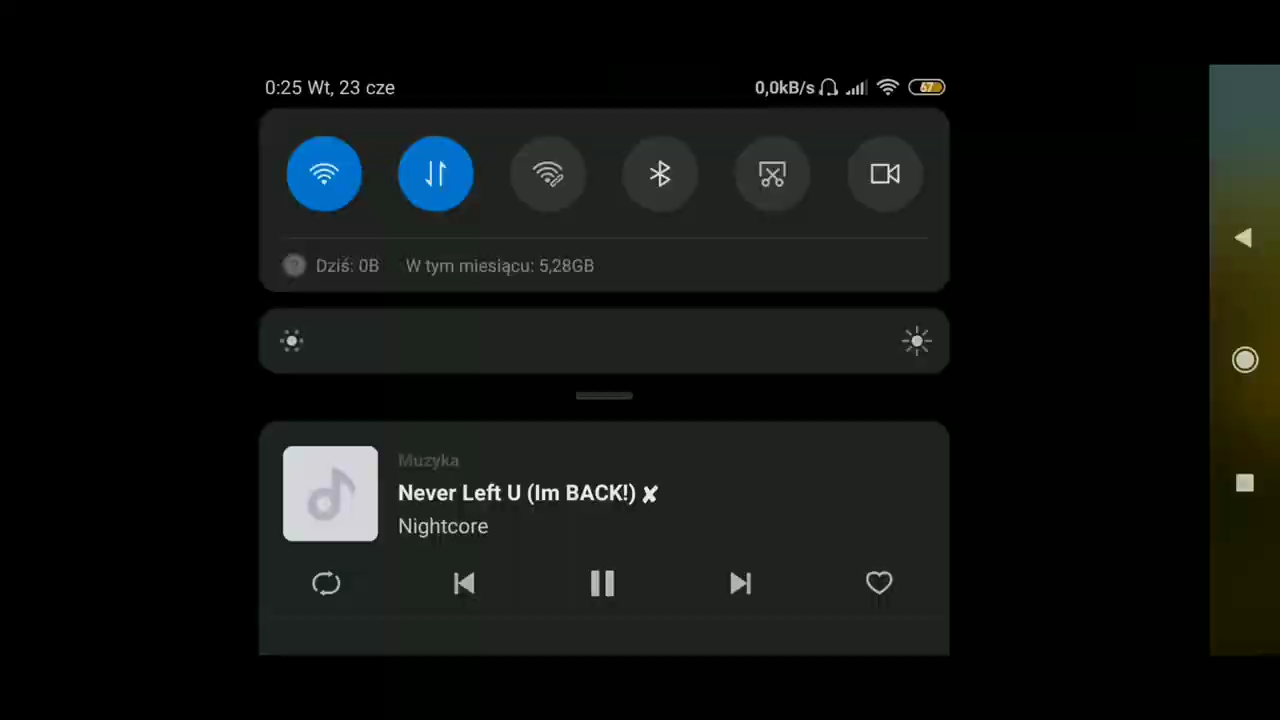 0:25 Wt, 23 cze
0,0kB/s 67
Dziś: 0B W tym miesiącu: 5,28GB
Muzyka
Never Left U (Im BACK!) ✘
Nightcore